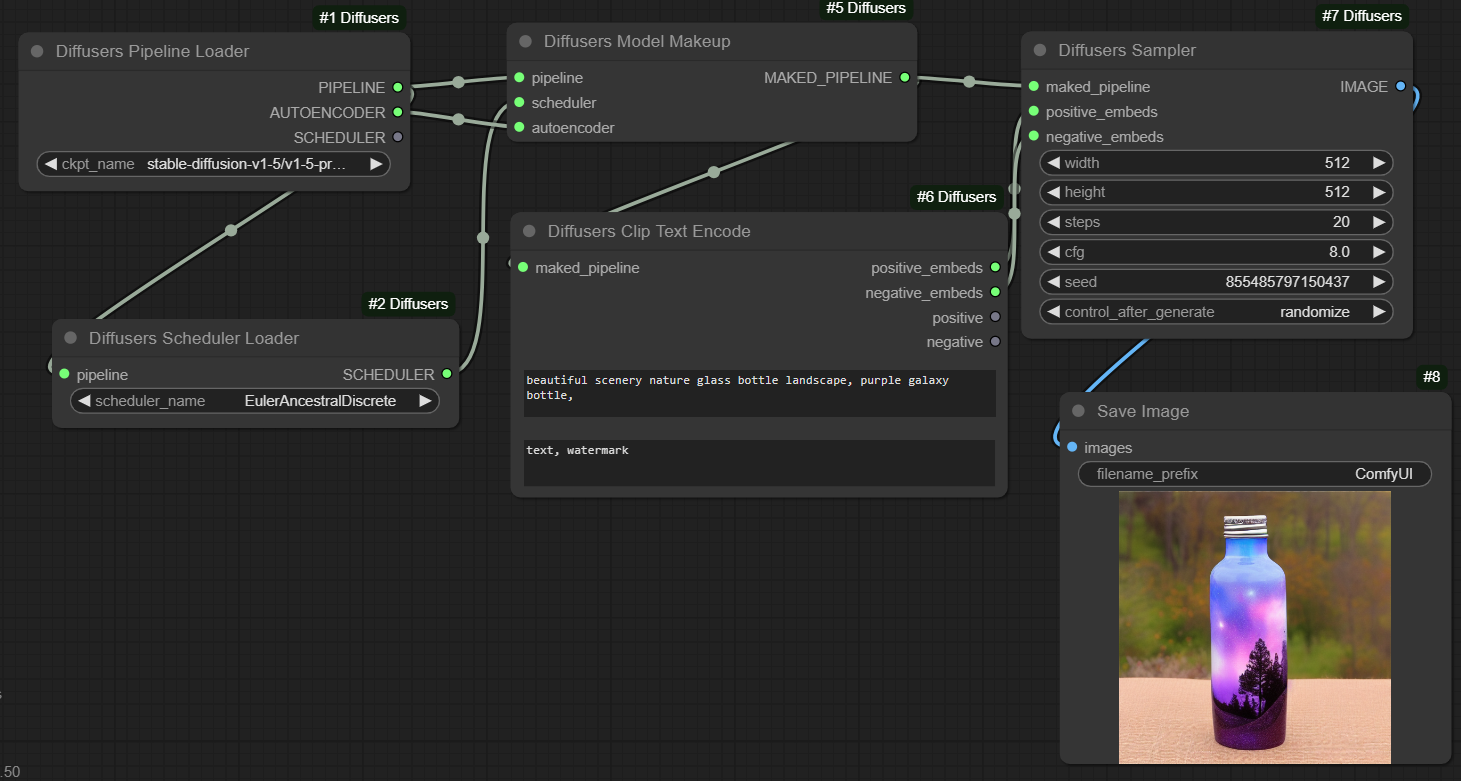 #1 Diffusers
Diffusers Pipeline Loader
PIPELINE
AUTOENCODER
SCHEDULER
ckpt_name stable-diffusion-v1-5/v1-5-pr…
#2 Diffusers
Diffusers Scheduler Loader
pipeline SCHEDULER
scheduler_name EulerAncestralDiscrete
#5 Diffusers
Diffusers Model Makeup
pipeline MAKED_PIPELINE
scheduler
autoencoder
#6 Diffusers
Diffusers Clip Text Encode
maked_pipeline positive_embeds
negative_embeds
positive
negative
beautiful scenery nature glass bottle landscape, purple galaxy
bottle,
text, watermark
#7 Diffusers
Diffusers Sampler
maked_pipeline IMAGE
positive_embeds
negative_embeds
width 512
height 512
steps 20
cfg 8.0
seed 855485797150437
control_after_generate randomize
#8
Save Image
images
filename_prefix ComfyUI
.50